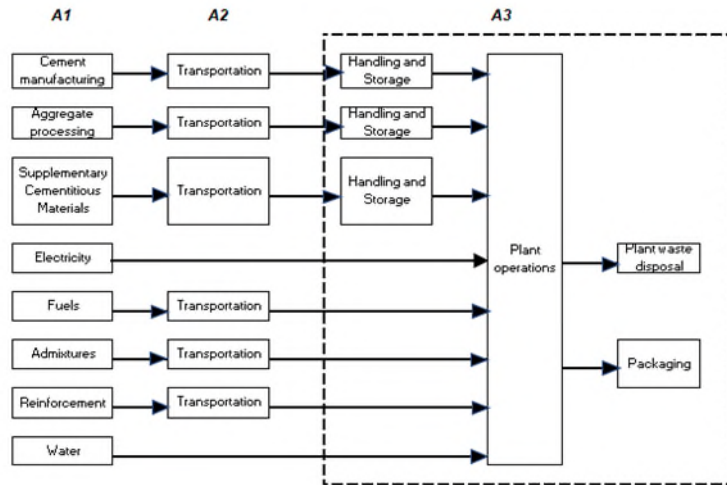 A1
A2
A3
Cement
manufacturing
Transportation
Handling and
Storage
Aggregate
processing
Transportation
Handling and
Storage
Supplementary
Cementitious
Materials
Transportation
Handling and
Storage
Electricity
Plant
operations
Plant waste
disposal
Fuels
Transportation
Admixtures
Transportation
Packaging
Reinforcement
Transportation
Water